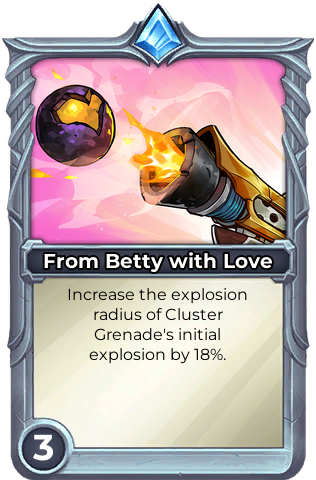 From Betty with Love
Increase the explosion
radius of Cluster
Grenade's initial
explosion by 18%.
3